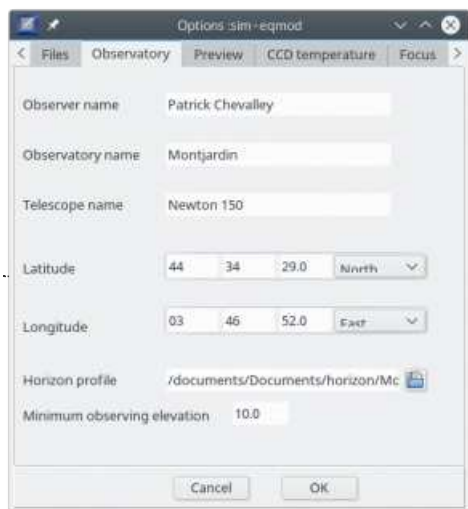 Options :sim-eqmod
Files Observatory Preview CCD temperature Focus
Observer name Patrick Chevalley
Observatory name Montjardin
Telescope name Newton 150
Latitude 44 34 29.0 North
Longitude 03 46 52.0 East
Horizon profile /documents/Documents/horizon/Mc
Minimum observing elevation 10.0
Cancel OK